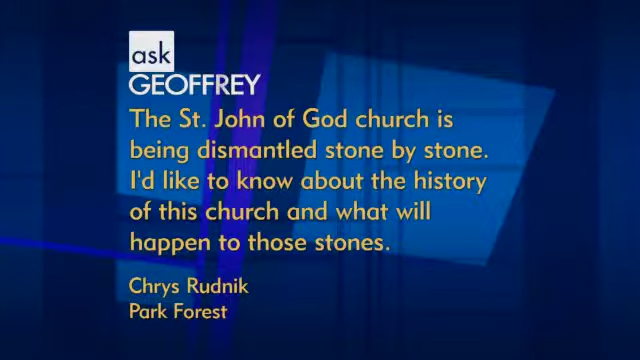 ask
GEOFFREY
The St. John of God church is
being dismantled stone by stone.
I'd like to know about the history
of this church and what will
happen to those stones.
Chrys Rudnik
Park Forest